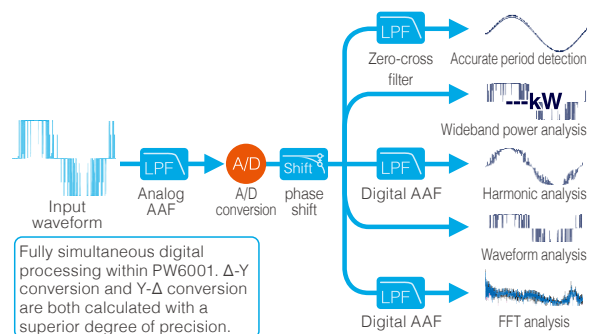 LPF
Zero-cross
filter
Accurate period detection
---kW
Wideband power analysis
Input
waveform
LPF
Analog
AAF
A/D
A/D
conversion
Shift
phase
shift
LPF
Digital AAF
Harmonic analysis
Waveform analysis
LPF
Digital AAF
FFT analysis
Fully simultaneous digital
processing within PW6001. Δ-Y
conversion and Y-Δ conversion
are both calculated with a
superior degree of precision.